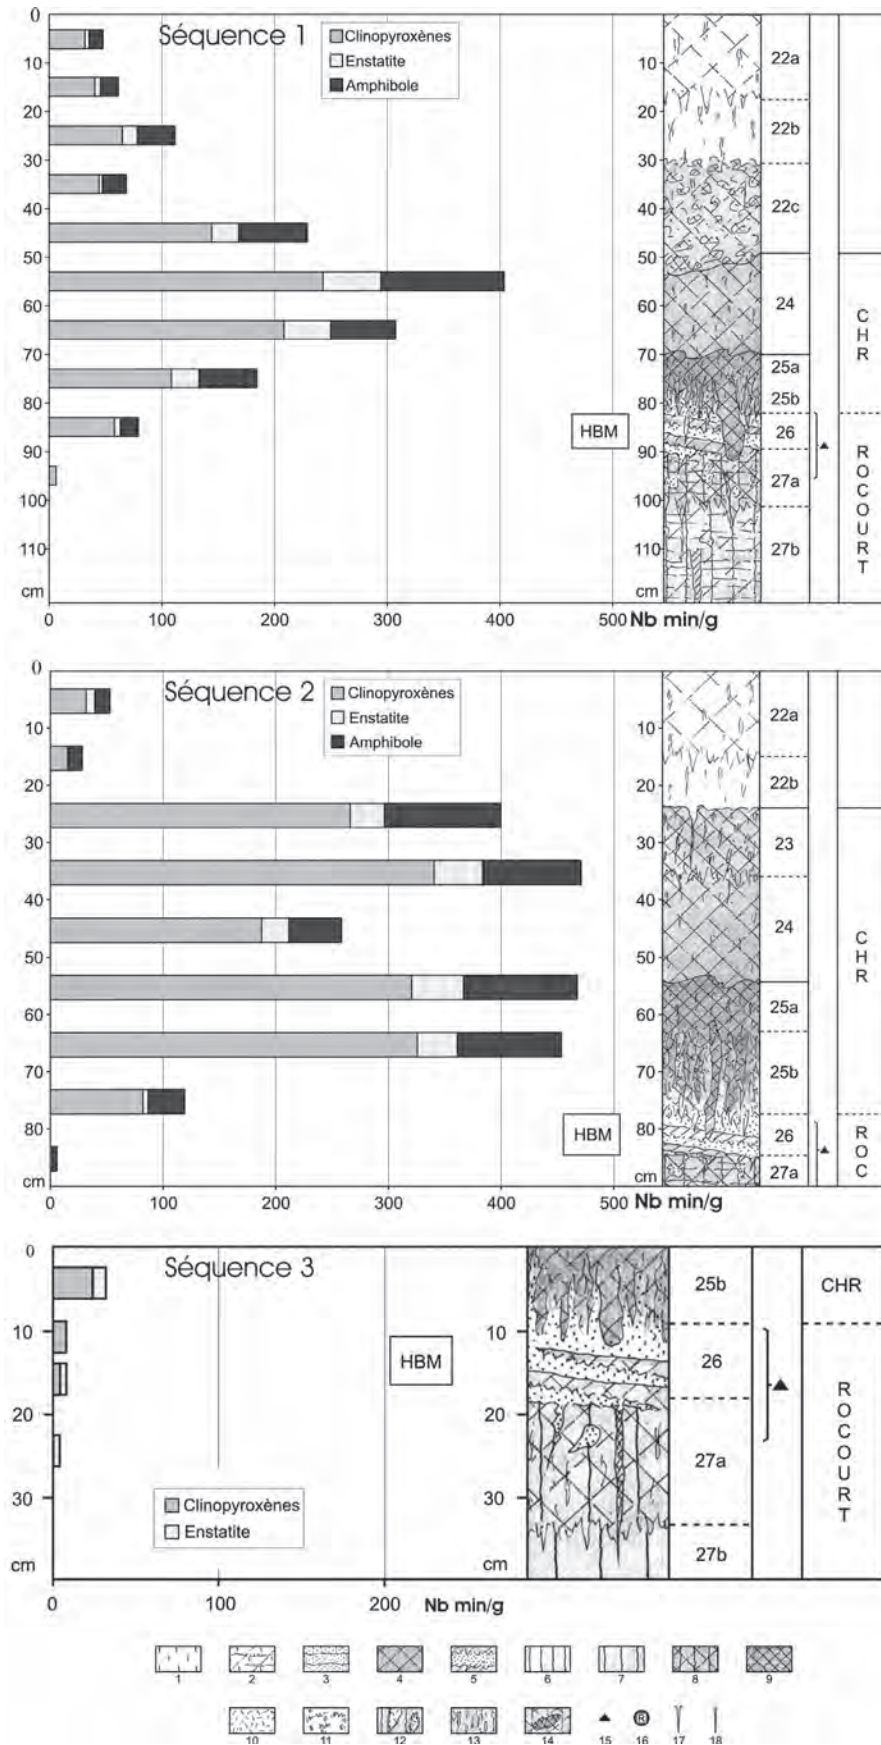 Séquence 1
Clinopyroxènes
Enstatite
Amphibole
0
10
20
30
40
50
60
70
80
90
100
110
cm
0
100
200
300
400
500
Nb min/g
HBM
10
20
30
40
50
60
70
80
90
100
110
cm
22a
22b
22c
24
25a
25b
26
27a
27b
CHR
ROCOURT
Séquence 2
Clinopyroxènes
Enstatite
Amphibole
0
10
20
30
40
50
60
70
80
cm
0
100
200
300
400
500
Nb min/g
HBM
10
20
30
40
50
60
70
80
cm
22a
22b
23
24
25a
25b
26
27a
CHR
ROC
Séquence 3
Clinopyroxènes
Enstatite
0
10
20
30
cm
0
100
200
Nb min/g
HBM
0
10
20
30
cm
25b
26
27a
27b
CHR
ROCOURT
1 2 3 4 5 6 7 8 9
R
10 11 12 13 14 15 16 17 18